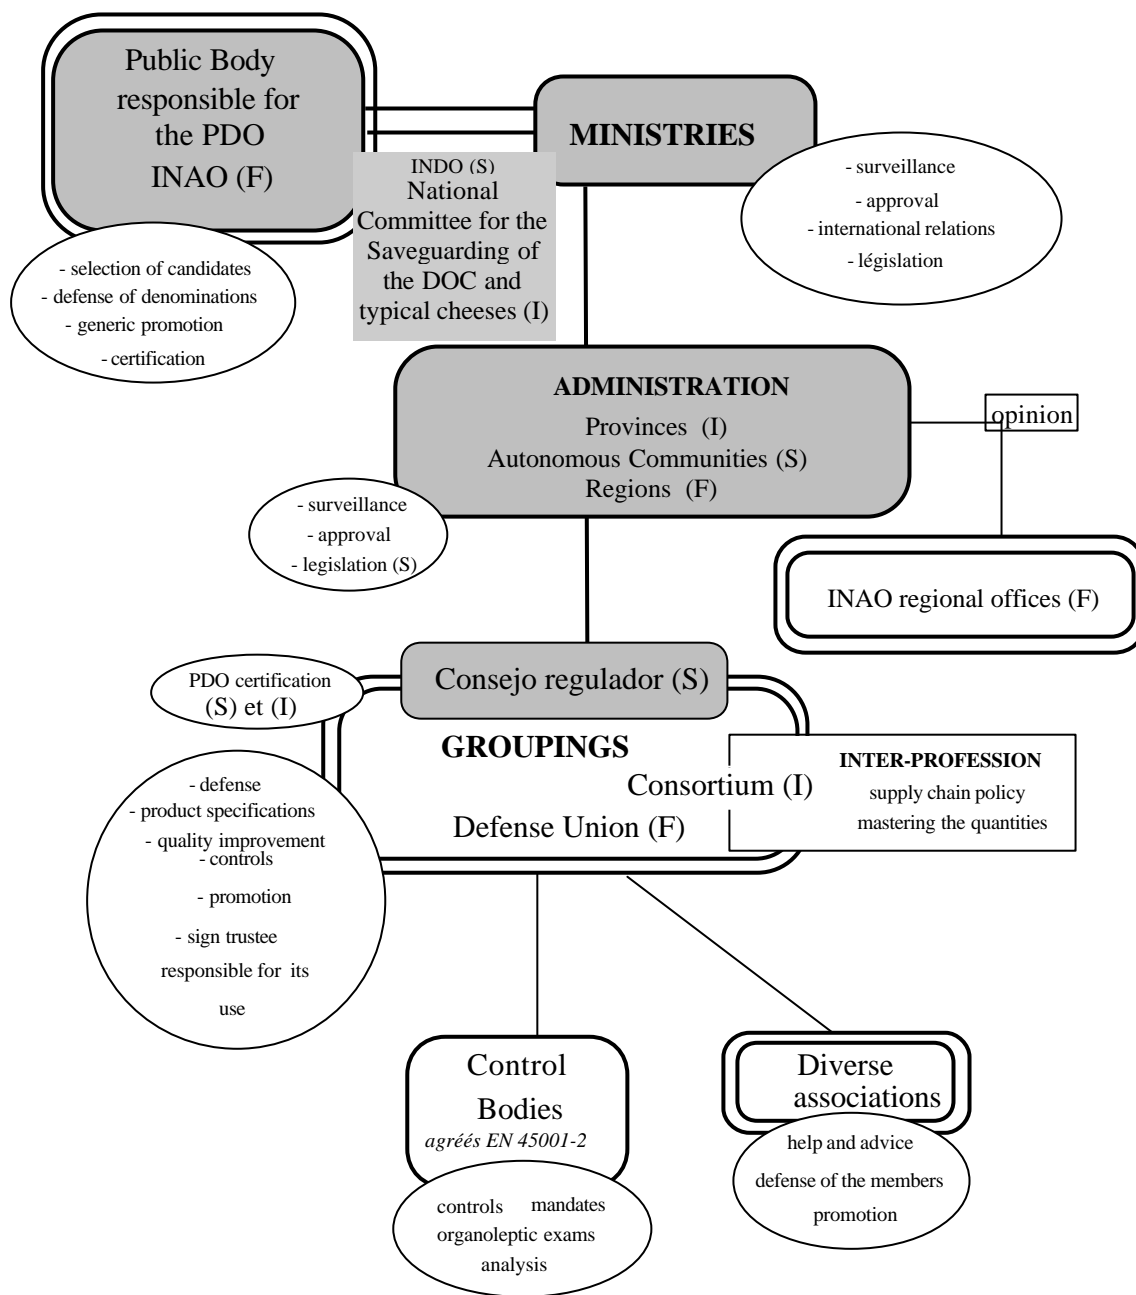 Public Body
responsible for
the PDO
INAO (F)
MINISTRIES
INDO (S)
National
Committee for the
Saveguarding of
the DOC and
typical cheeses (I)
- surveillance
- approval
- international relations
- législation
- selection of candidates
- defense of denominations
- generic promotion
- certification
ADMINISTRATION
Provinces (I)
Autonomous Communities (S)
Regions (F)
opinion
- surveillance
- approval
- legislation (S)
INAO regional offices (F)
PDO certification
(S) et (I)
Consejo regulador (S)
GROUPINGS
Consortium (I)
Defense Union (F)
INTER-PROFESSION
supply chain policy
mastering the quantities
- defense
- product specifications
- quality improvement
- controls
- promotion
- sign trustee
responsible for its
use
Control
Bodies
agréés EN 45001-2
controls mandates
organoleptic exams
analysis
Diverse
associations
help and advice
defense of the members
promotion